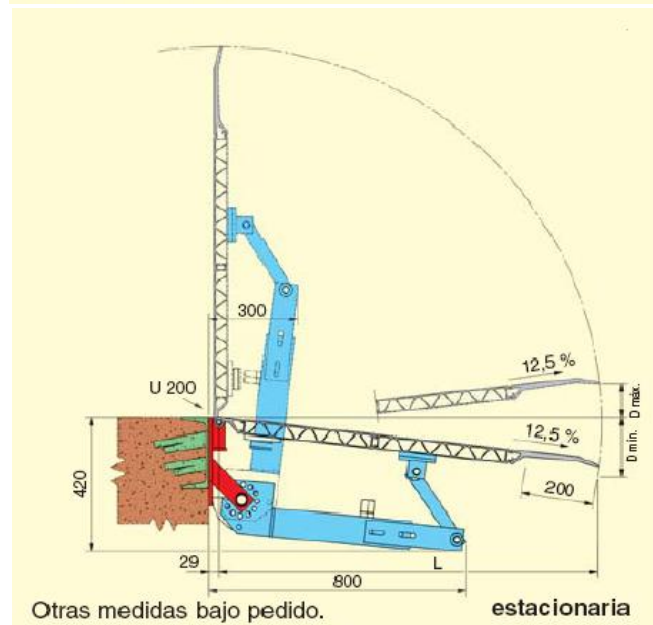 300
U 200
12,5 %
D máx.
12,5 %
D mín.
420
200
29
L
800
Otras medidas bajo pedido.
estacionaria